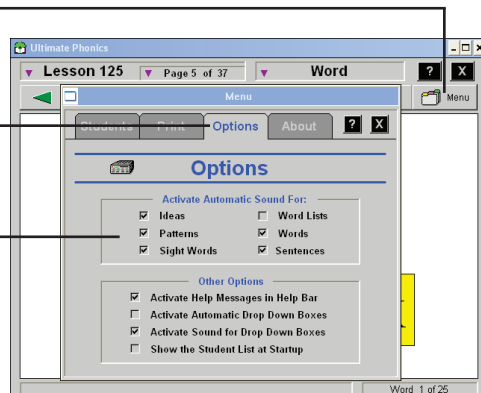 Ultimate Phonics
Lesson 125 Page 5 of 37 Word ? X
Menu Menu
Students Print Options About ? X
Options
Activate Automatic Sound For:
Ideas Word Lists
Patterns Words
Sight Words Sentences
Other Options
Activate Help Messages in Help Bar
Activate Automatic Drop Down Boxes
Activate Sound for Drop Down Boxes
Show the Student List at Startup
Word 1 of 25